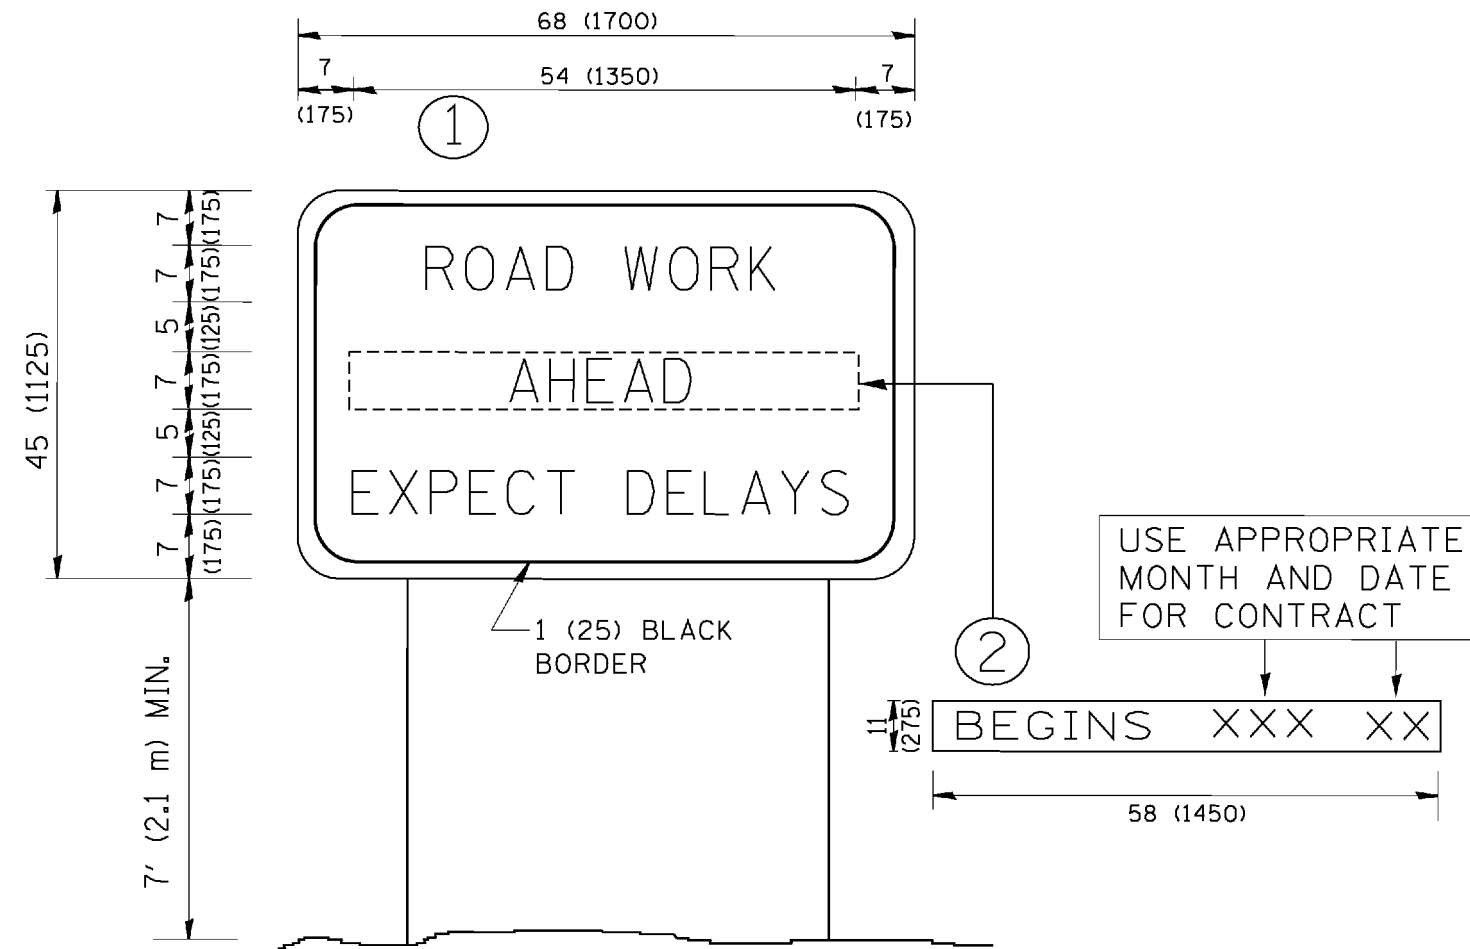 68 (1700)
7
54 (1350)
7
(175)
(175)
1
7
(175)
7
(175)
5
(125)
7
(175)
5
(125)
7
(175)
7
(175)
45 (1125)
ROAD WORK
AHEAD
EXPECT DELAYS
1 (25) BLACK
BORDER
7' (2.1 m) MIN.
USE APPROPRIATE
MONTH AND DATE
FOR CONTRACT
2
11
(275)
BEGINS XXX XX
58 (1450)